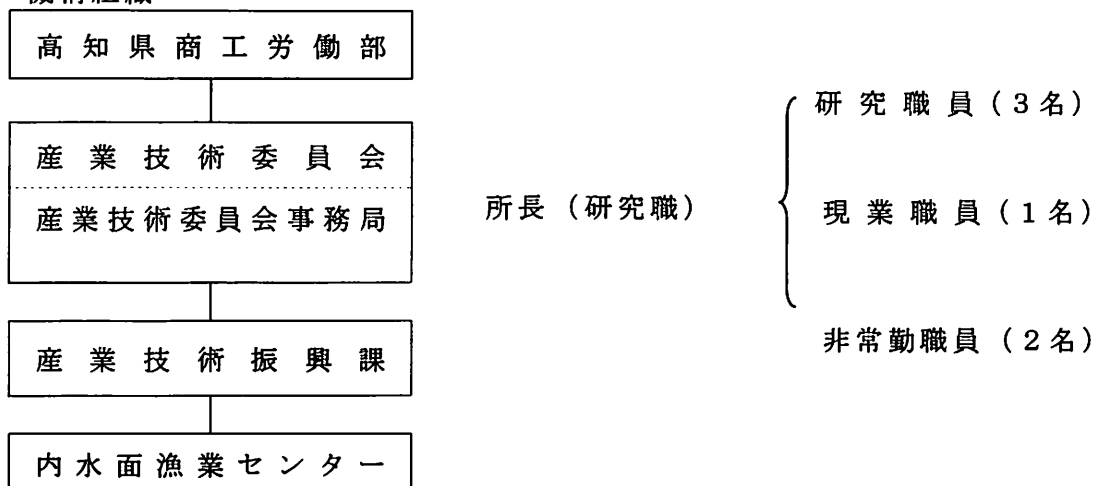 高知県商工労働部
産業技術委員会
産業技術委員会事務局
産業技術振興課
内水面漁業センター
所長（研究職）
研究職員（3名）
現業職員（1名）
非常勤職員（2名）